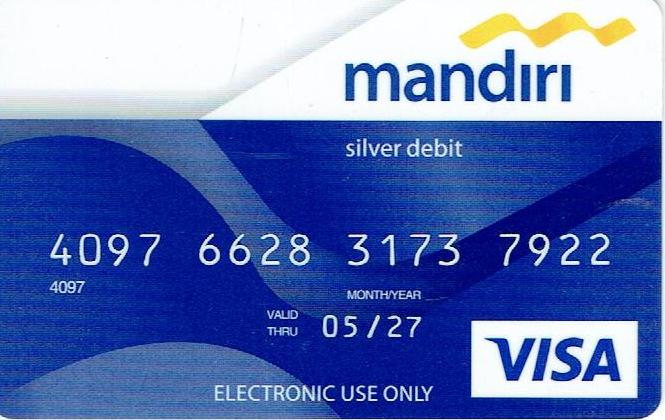 mandiri
silver debit
4097 6628 3173 7922
4097
MONTH/YEAR
VALID
THRU 05/27
VISA
ELECTRONIC USE ONLY